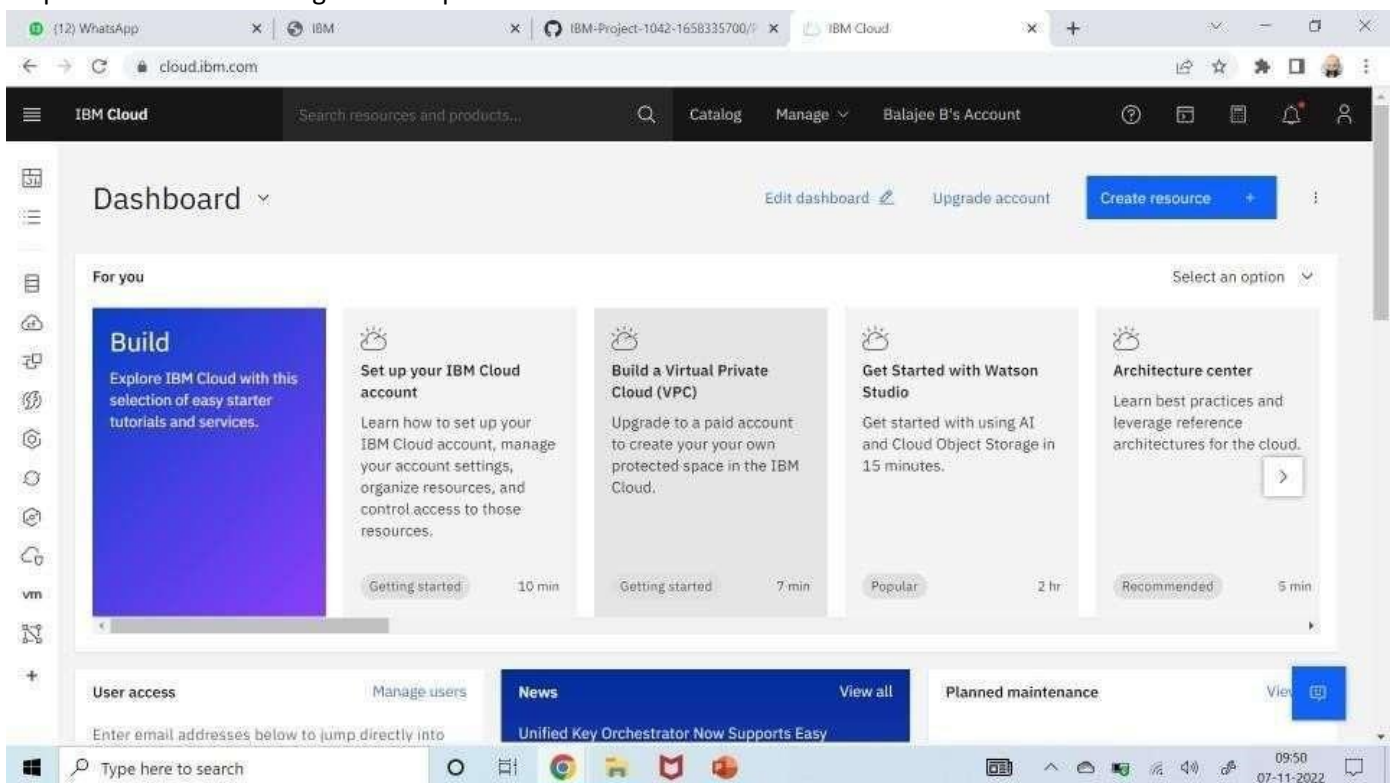 (12) WhatsApp
IBM
IBM-Project-1042-1658335700/
IBM Cloud
cloud.ibm.com
IBM Cloud
Search resources and products...
Catalog
Manage
Balajee B's Account
Dashboard
Edit dashboard
Upgrade account
Create resource +
For you
Select an option
Build
Explore IBM Cloud with this
selection of easy starter
tutorials and services.
Set up your IBM Cloud
account
Learn how to set up your
IBM Cloud account, manage
your account settings,
organize resources, and
control access to those
resources.
Getting started
10 min
Build a Virtual Private
Cloud (VPC)
Upgrade to a paid account
to create your your own
protected space in the IBM
Cloud.
Getting started
7 min
Get Started with Watson
Studio
Get started with using AI
and Cloud Object Storage in
15 minutes.
Popular
2 hr
Architecture center
Learn best practices and
leverage reference
architectures for the cloud.
Recommended
5 min
vm
User access
Manage users
Enter email addresses below to jump directly into
News
View all
Unified Key Orchestrator Now Supports Easy
Planned maintenance
Type here to search
09:50
07-11-2022